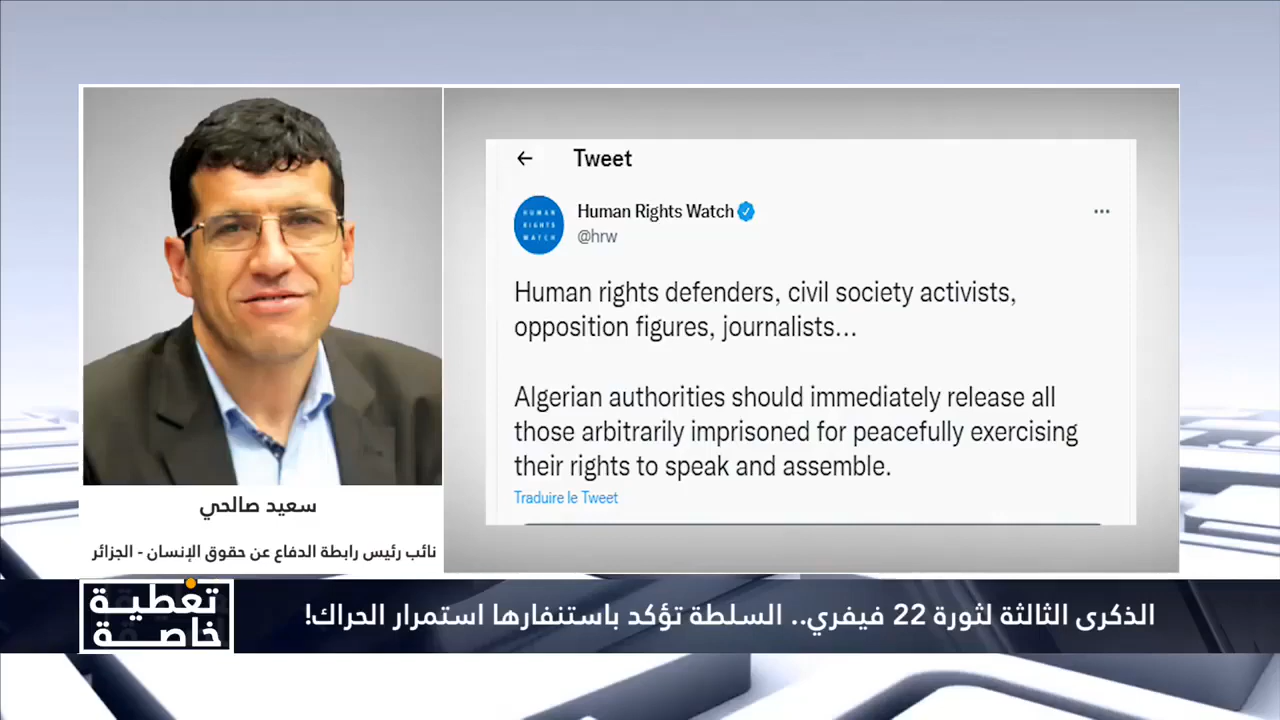 Tweet
HUMAN
RIGHTS
WATCH
Human Rights Watch
@hrw
Human rights defenders, civil society activists,
opposition figures, journalists…
Algerian authorities should immediately release all
those arbitrarily imprisoned for peacefully exercising
their rights to speak and assemble.
Traduire le Tweet
سعيد صالحي
نائب رئيس رابطة الدفاع عن حقوق الإنسان - الجزائر
الذكرى الثالثة لثورة 22 فيفري.. السلطة تؤكد باستنفارها استمرار الحراك!
تغطية
خاصة